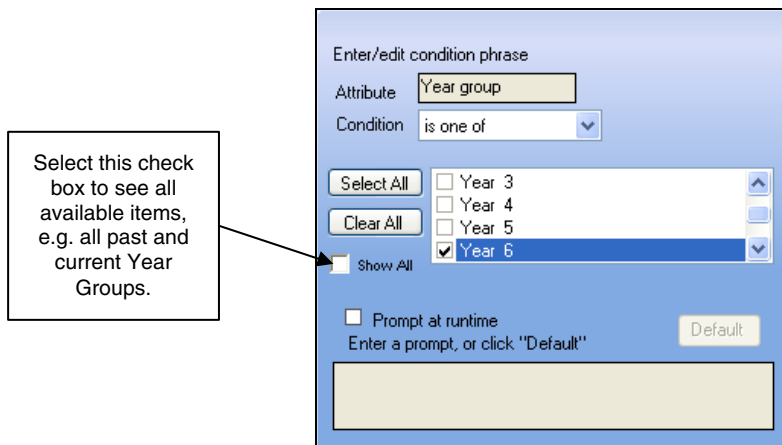 Enter/edit condition phrase
Attribute Year group
Condition is one of
Select this check
box to see all
available items,
e.g. all past and
current Year
Groups.
Select All
Clear All
Show All
Year 3
Year 4
Year 5
Year 6
Prompt at runtime
Enter a prompt, or click "Default"
Default